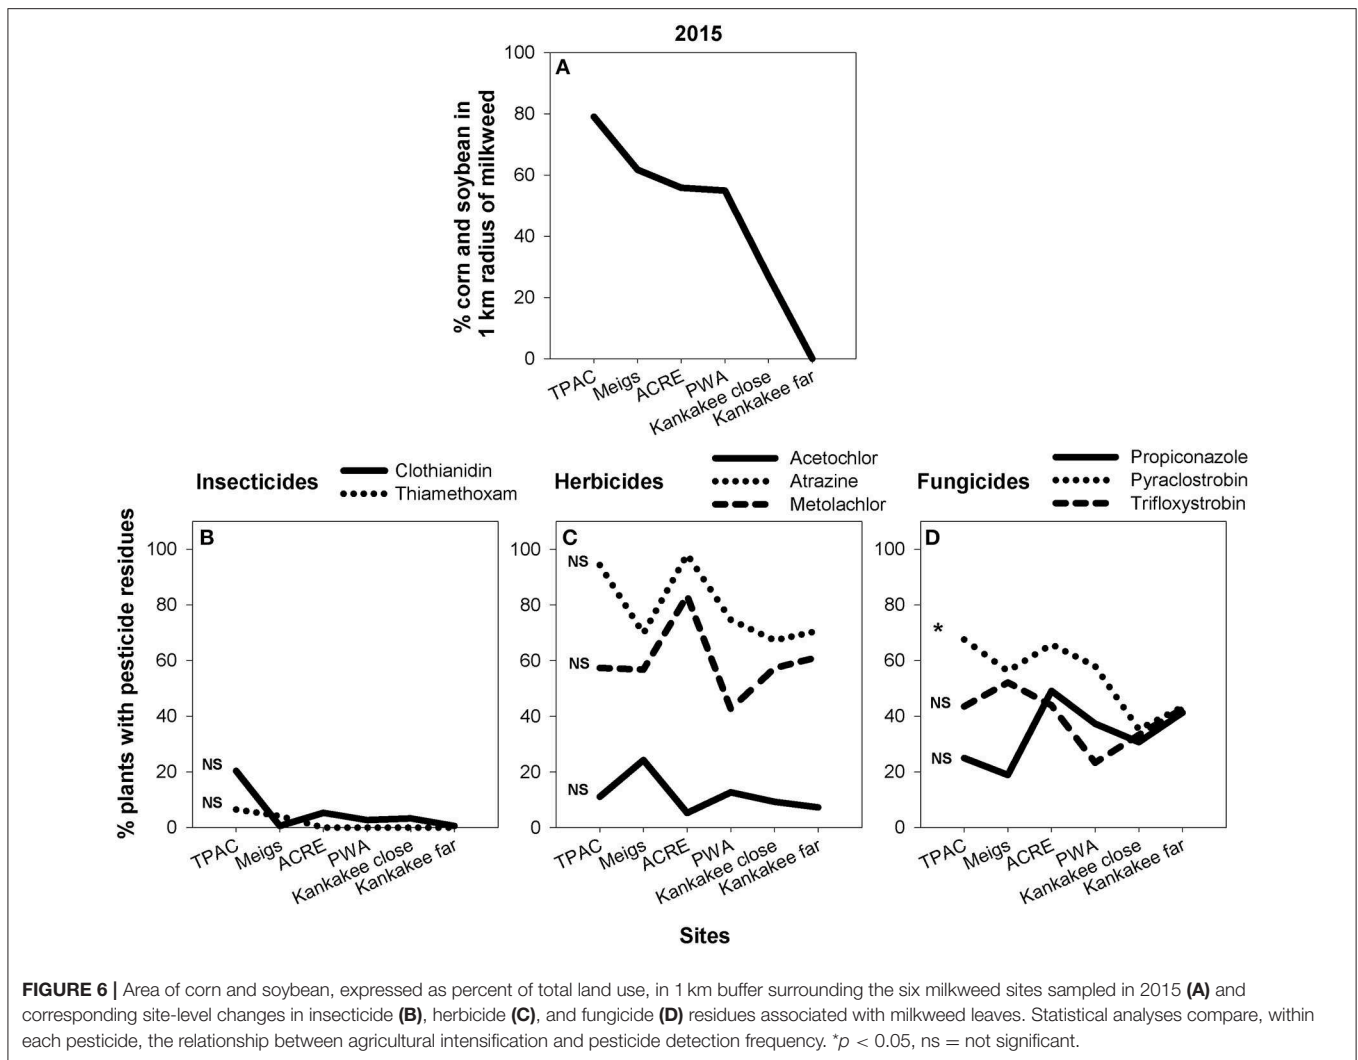 2015
A
% corn and soybean in
1 km radius of milkweed
100
80
60
40
20
0
TPAC
Meigs
ACRE
PWA
Kankakee close
Kankakee far
Insecticides
Clothianidin
Thiamethoxam
Herbicides
Acetochlor
Atrazine
Metolachlor
Fungicides
Propiconazole
Pyraclostrobin
Trifloxystrobin
% plants with pesticide residues
B
100
80
60
40
20
0
NS
NS
TPAC
Meigs
ACRE
PWA
Kankakee close
Kankakee far
C
100
80
60
40
20
0
NS
NS
NS
TPAC
Meigs
ACRE
PWA
Kankakee close
Kankakee far
D
100
80
60
40
20
0
*
NS
NS
TPAC
Meigs
ACRE
PWA
Kankakee close
Kankakee far
Sites
FIGURE 6 | Area of corn and soybean, expressed as percent of total land use, in 1 km buffer surrounding the six milkweed sites sampled in 2015 (A) and
corresponding site-level changes in insecticide (B), herbicide (C), and fungicide (D) residues associated with milkweed leaves. Statistical analyses compare, within
each pesticide, the relationship between agricultural intensification and pesticide detection frequency. *p < 0.05, ns = not significant.